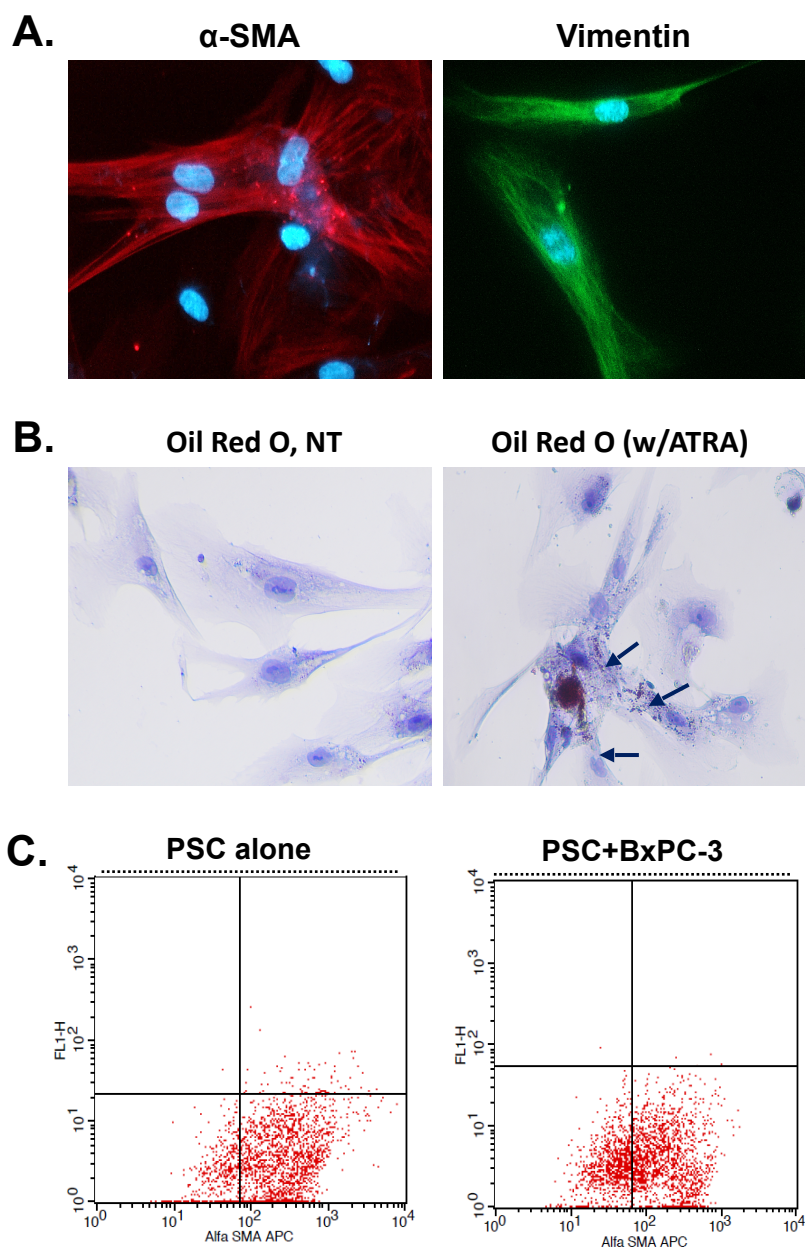 A.
α-SMA
Vimentin
B.
Oil Red O, NT
Oil Red O (w/ATRA)
C.
PSC alone
PSC+BxPC-3
10⁴
10³
10²
10¹
10⁰
FL1-H
10⁰ 10¹ 10² 10³ 10⁴
Alfa SMA APC
10⁴
10³
10²
10¹
10⁰
FL1-H
10⁰ 10¹ 10² 10³ 10⁴
Alfa SMA APC